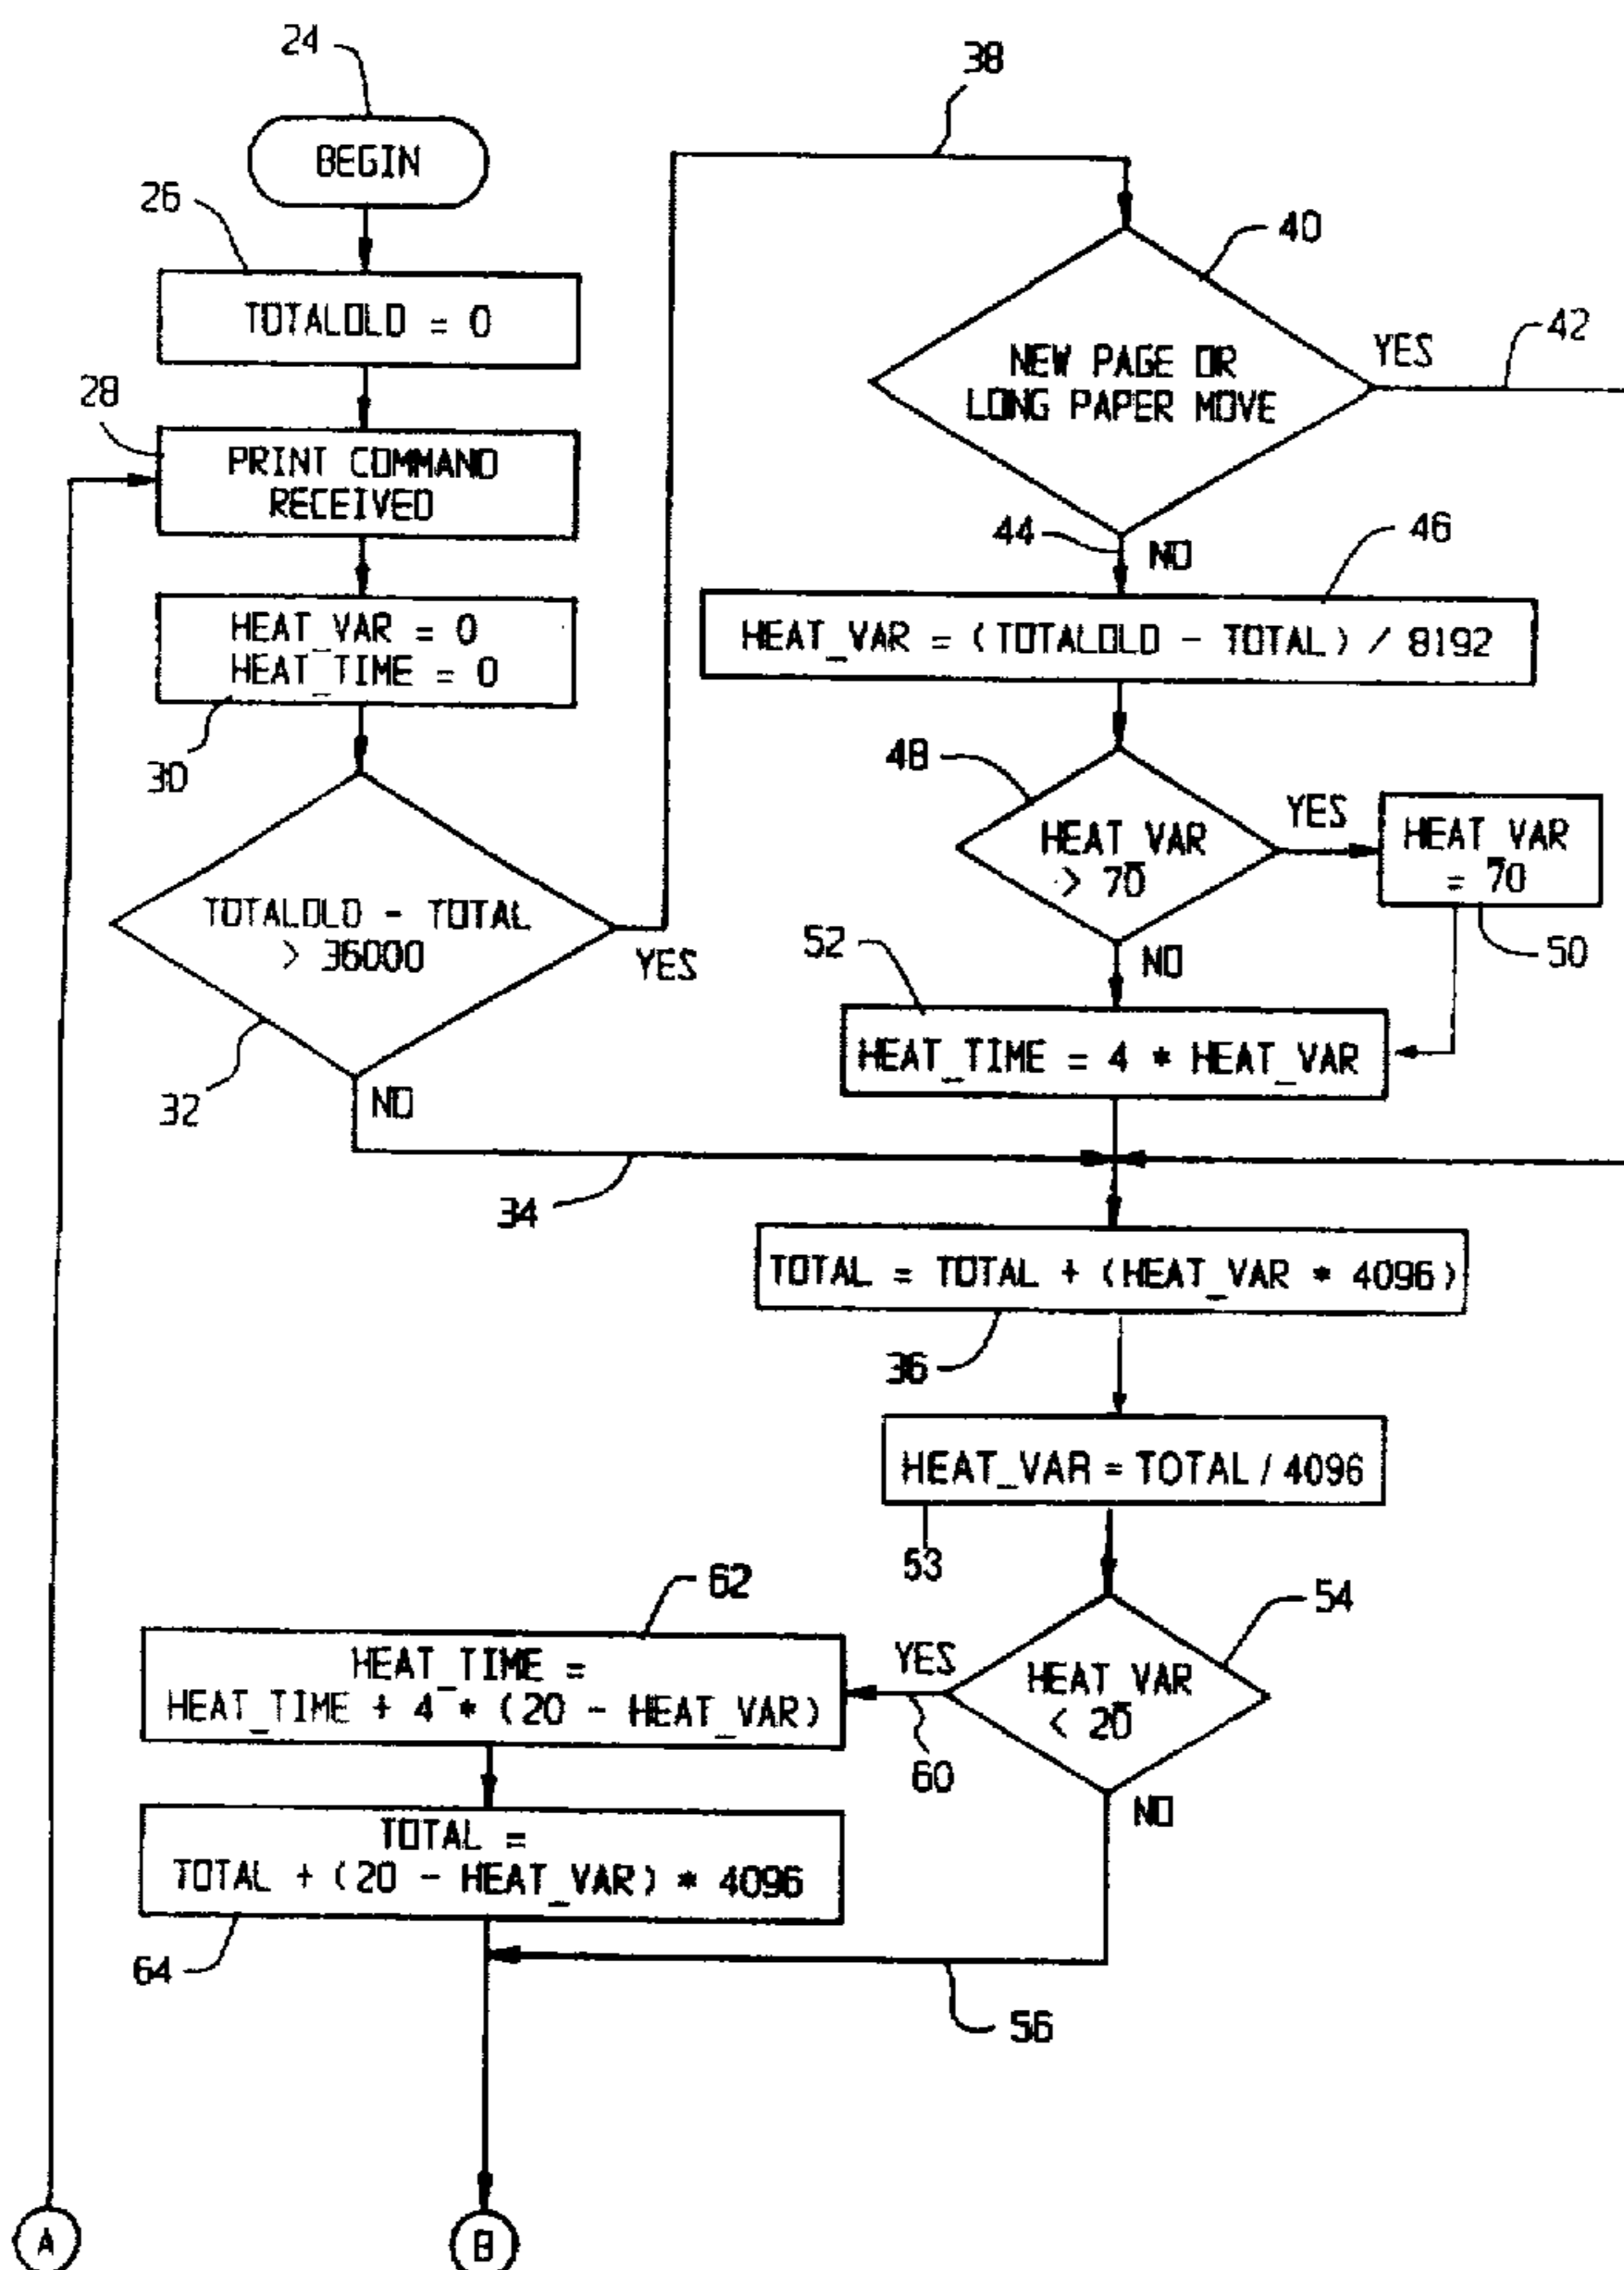 24
BEGIN
26
TOTALOLD = 0
28
PRINT COMMAND
RECEIVED
HEAT_VAR = 0
HEAT_TIME = 0
30
TOTALOLD - TOTAL
> 36000
YES
NO
32
34
38
40
NEW PAGE OR
LONG PAPER MOVE
YES
42
44
NO
46
HEAT_VAR = (TOTALOLD - TOTAL) / 8192
48
HEAT_VAR
> 70
YES
HEAT_VAR
= 70
50
NO
52
HEAT_TIME = 4 * HEAT_VAR
TOTAL = TOTAL + (HEAT_VAR * 4096)
36
HEAT_VAR = TOTAL / 4096
53
54
HEAT_VAR
< 20
YES
60
NO
62
HEAT_TIME =
HEAT_TIME + 4 * (20 - HEAT_VAR)
TOTAL =
TOTAL + (20 - HEAT_VAR) * 4096
64
56
A
B